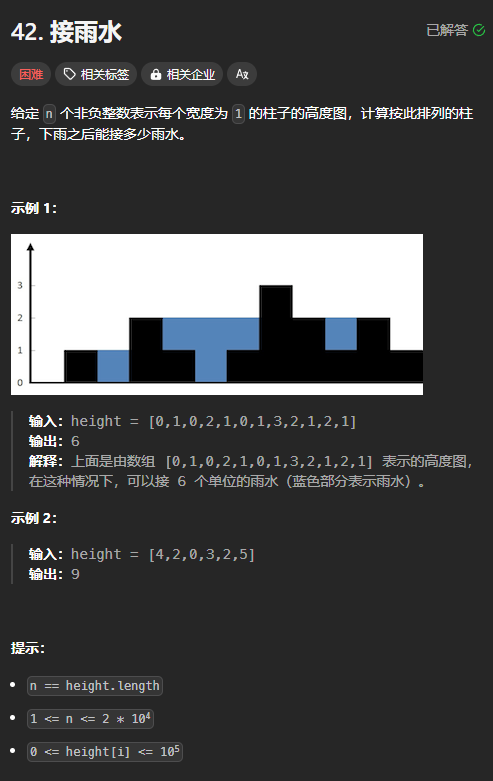 42. 接雨水
已解答
困难
相关标签
相关企业
给定 n 个非负整数表示每个宽度为 1 的柱子的高度图，计算按此排列的柱
子，下雨之后能接多少雨水。
示例 1：
3
2
1
0
输入：height = [0,1,0,2,1,0,1,3,2,1,2,1]
输出：6
解释：上面是由数组 [0,1,0,2,1,0,1,3,2,1,2,1] 表示的高度图，
在这种情况下，可以接 6 个单位的雨水（蓝色部分表示雨水）。
示例 2：
输入：height = [4,2,0,3,2,5]
输出：9
提示：
n == height.length
1 <= n <= 2 * 10⁴
0 <= height[i] <= 10⁵